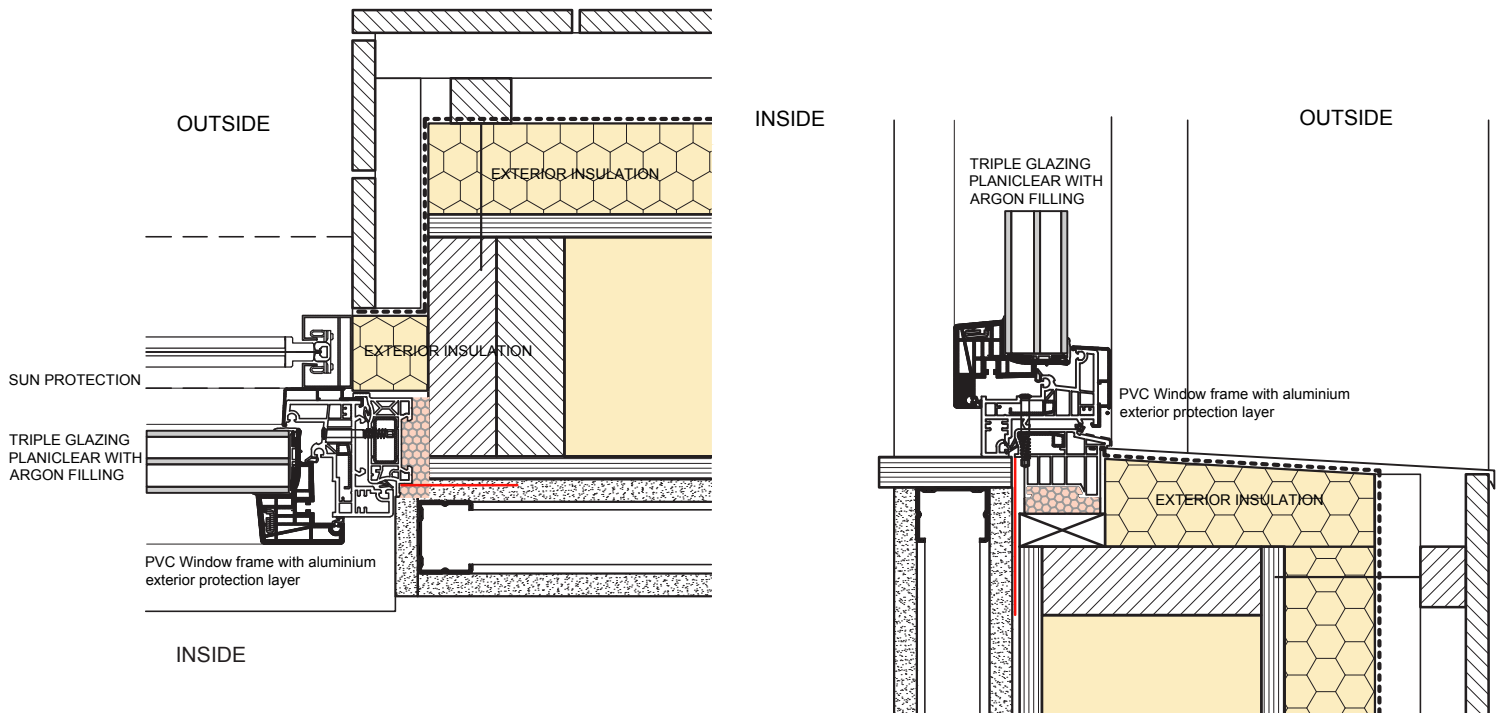 OUTSIDE
EXTERIOR INSULATION
EXTERIOR INSULATION
SUN PROTECTION
TRIPLE GLAZING
PLANICLEAR WITH
ARGON FILLING
PVC Window frame with aluminium
exterior protection layer
INSIDE
INSIDE
OUTSIDE
TRIPLE GLAZING
PLANICLEAR WITH
ARGON FILLING
PVC Window frame with aluminium
exterior protection layer
EXTERIOR INSULATION